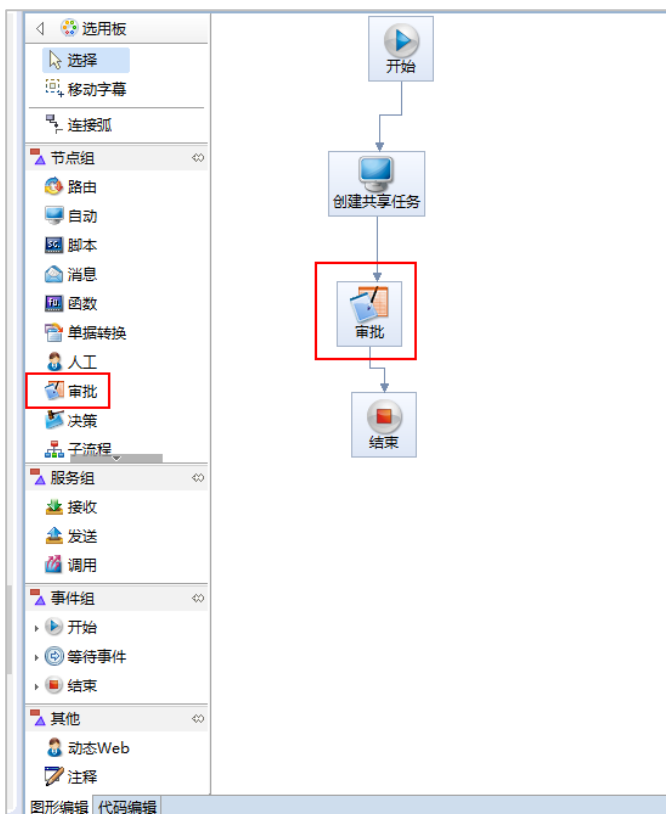 选用板
选择
移动字幕
连接弧
节点组
路由
自动
脚本
消息
函数
单据转换
人工
审批
决策
子流程
服务组
接收
发送
调用
事件组
开始
等待事件
结束
其他
动态Web
注释
图形编辑 代码编辑
开始
创建共享任务
审批
结束